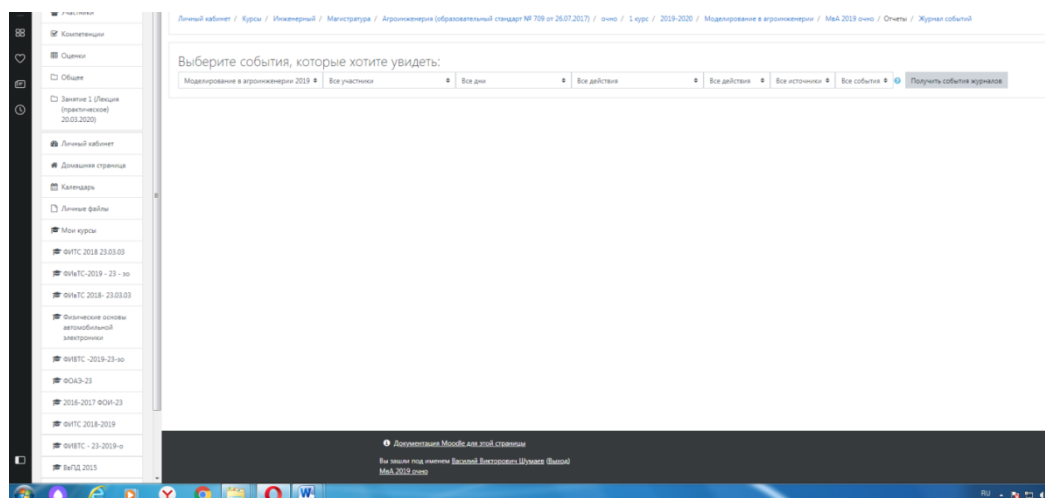 Участники
Личный кабинет / Курсы / Инженерный / Магистратура / Агроинженерия (образовательный стандарт № 709 от 26.07.2017) / очно / 1 курс / 2019-2020 / Моделирование в агроинженерии / МвА 2019 очно / Отчеты / Журнал событий
Компетенции
Оценки
Общее
Занятие 1 (Лекция
(практическое)
20.03.2020)
Выберите события, которые хотите увидеть:
Моделирование в агроинженерии 2019 Все участники Все дни Все действия Все действия Все источники Все события Получить события журналов
Личный кабинет
Домашняя страница
Календарь
Личные файлы
Мои курсы
ФИТС 2018 23.03.03
ФИвТС-2019 - 23 - зо
ФИвТС 2018- 23.03.03
Физические основы
автомобильной
электроники
ФИВТС -2019-23-зо
ФОАЭ-23
2016-2017 ФОИ-23
ФИТС 2018-2019
ФИВТС - 23-2019-о
ВвПД 2015
Документация Moodle для этой страницы
Вы зашли под именем Василий Викторович Шумаев (Выход)
МвА 2019 очно
RU